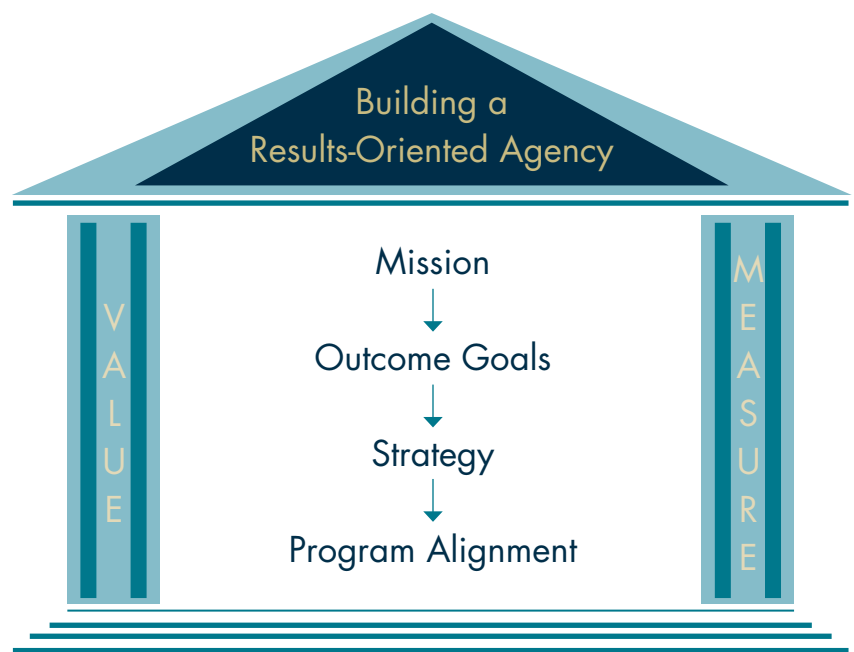 Building a
Results-Oriented Agency
VALUE
Mission
Outcome Goals
Strategy
Program Alignment
MEASURE